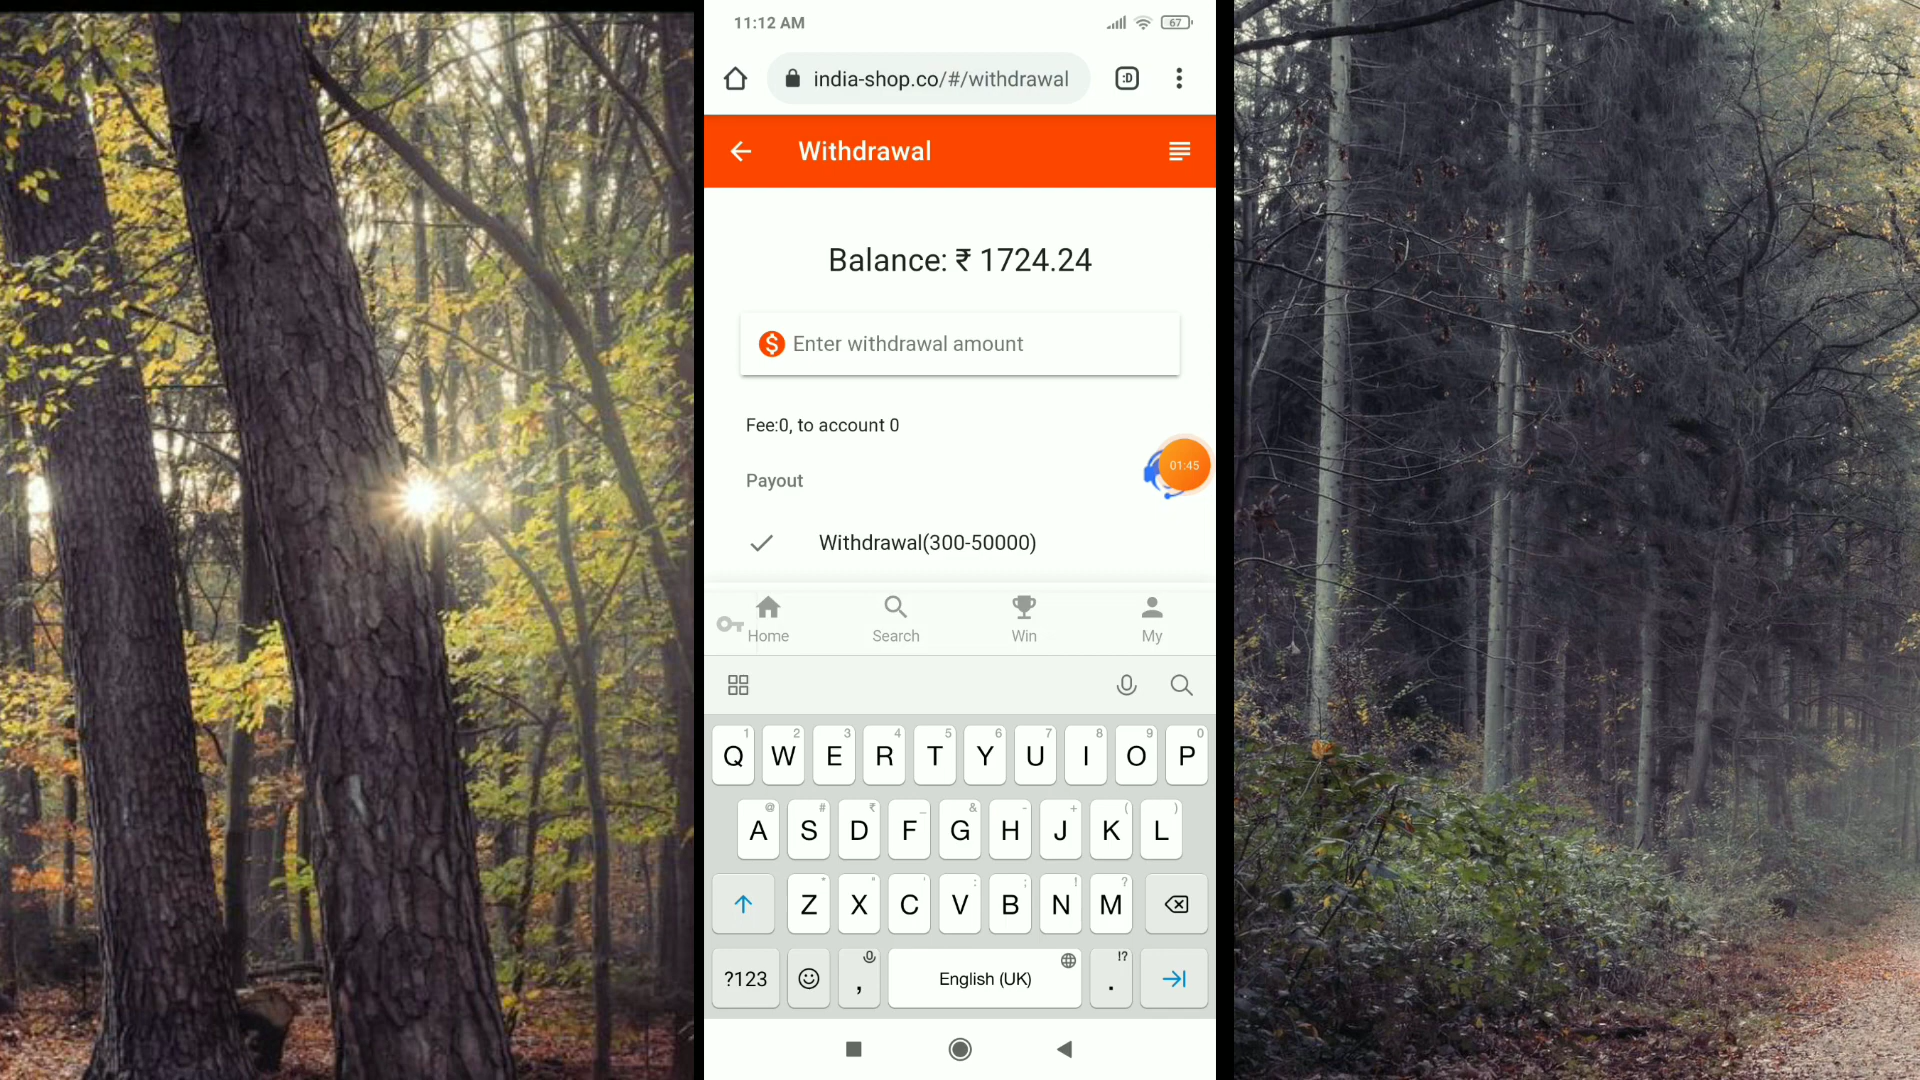 11:12 AM
67
india-shop.co/#/withdrawal
:D
Withdrawal
Balance: ₹ 1724.24
$ Enter withdrawal amount
Fee:0, to account 0
01:45
Payout
Withdrawal(300-50000)
Home Search Win My
1 2 3 4 5 6 7 8 9 0
Q W E R T Y U I O P
@ # ₹ _ & - + ( )
A S D F G H J K L
* " ' : ; ! ?
Z X C V B N M
!?
?123 , English (UK) .